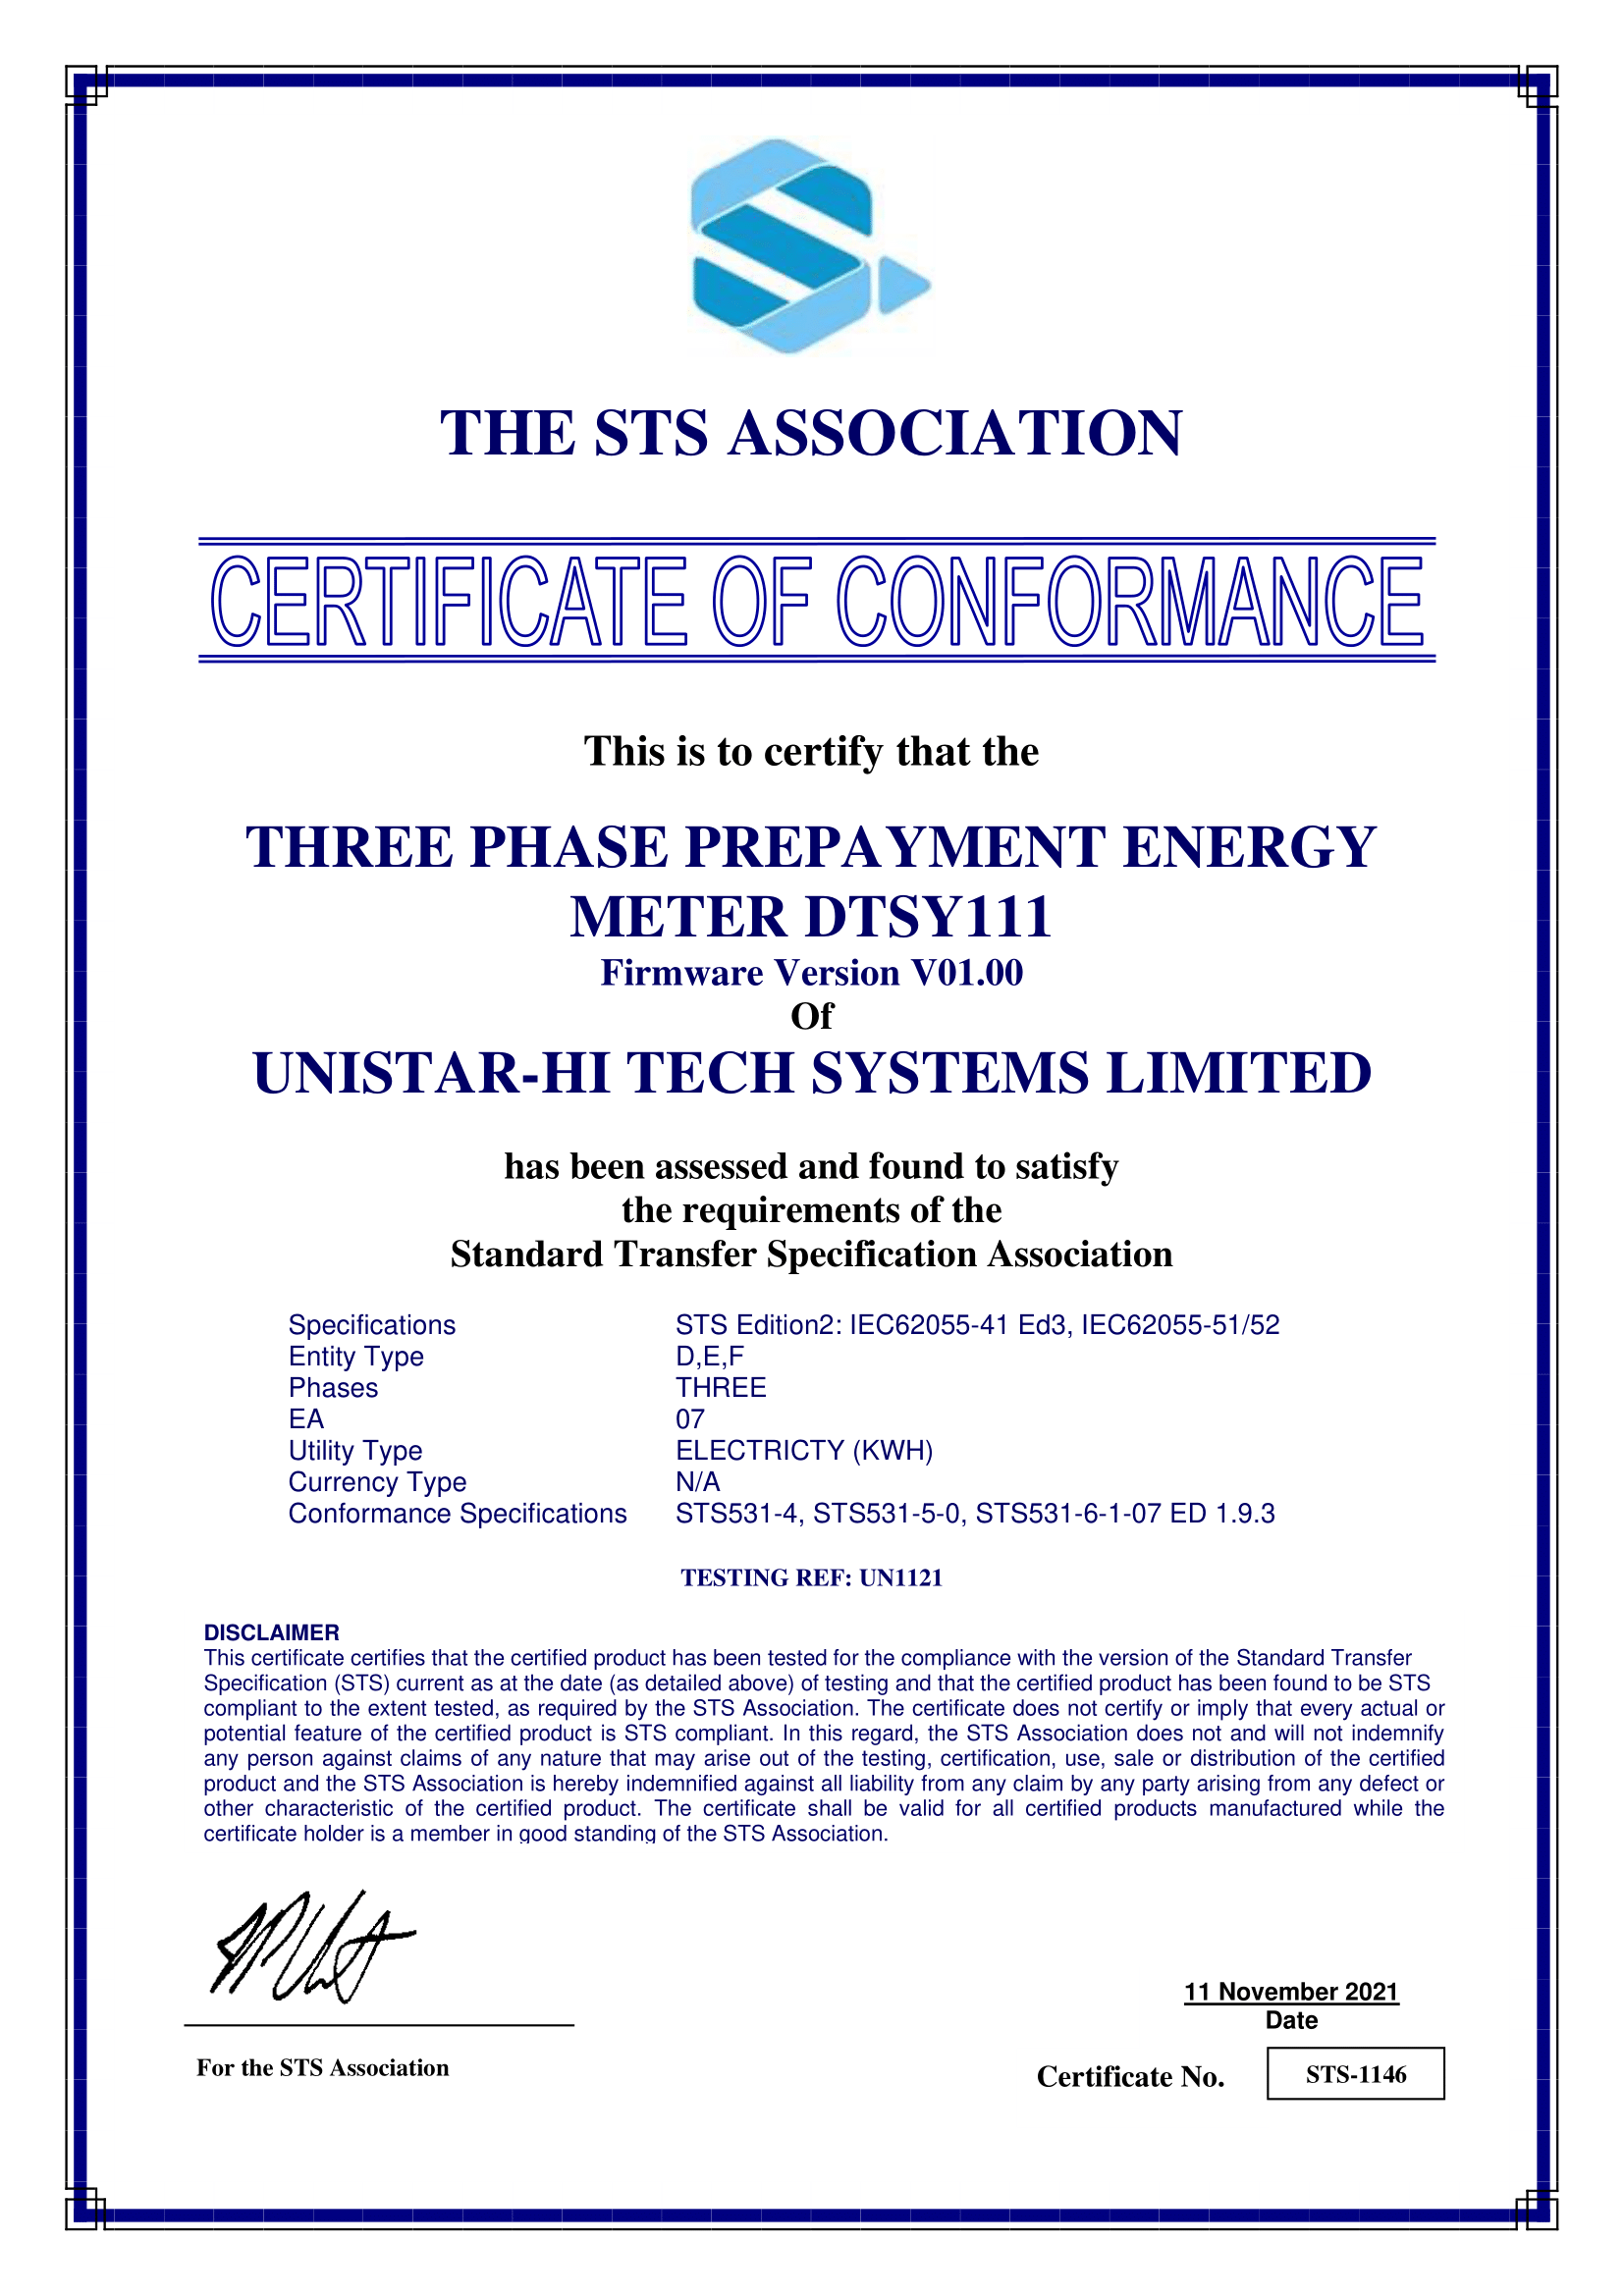 THE STS ASSOCIATION
CERTIFICATE OF CONFORMANCE
This is to certify that the
THREE PHASE PREPAYMENT ENERGY
METER DTSY111
Firmware Version V01.00
Of
UNISTAR-HI TECH SYSTEMS LIMITED
has been assessed and found to satisfy
the requirements of the
Standard Transfer Specification Association
Specifications STS Edition2: IEC62055-41 Ed3, IEC62055-51/52
Entity Type D,E,F
Phases THREE
EA 07
Utility Type ELECTRICTY (KWH)
Currency Type N/A
Conformance Specifications STS531-4, STS531-5-0, STS531-6-1-07 ED 1.9.3
TESTING REF: UN1121
DISCLAIMER
This certificate certifies that the certified product has been tested for the compliance with the version of the Standard Transfer
Specification (STS) current as at the date (as detailed above) of testing and that the certified product has been found to be STS
compliant to the extent tested, as required by the STS Association. The certificate does not certify or imply that every actual or
potential feature of the certified product is STS compliant. In this regard, the STS Association does not and will not indemnify
any person against claims of any nature that may arise out of the testing, certification, use, sale or distribution of the certified
product and the STS Association is hereby indemnified against all liability from any claim by any party arising from any defect or
other characteristic of the certified product. The certificate shall be valid for all certified products manufactured while the
certificate holder is a member in good standing of the STS Association.
11 November 2021
Date
For the STS Association
Certificate No. STS-1146